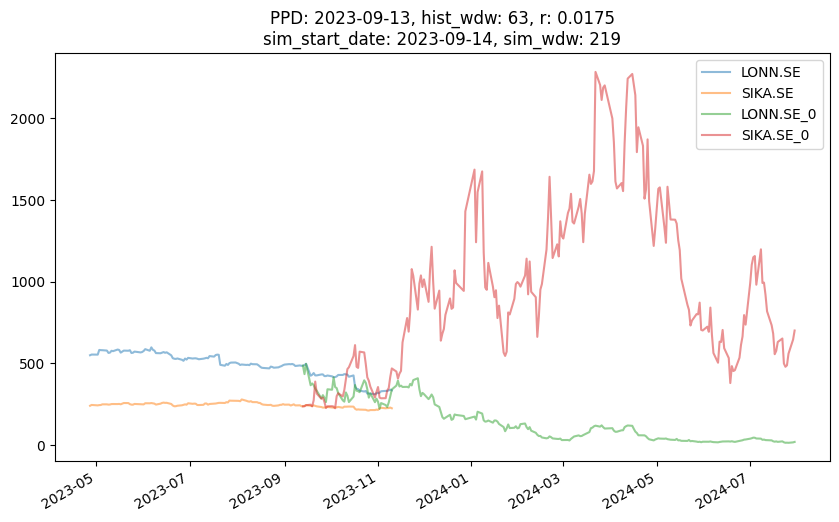 PPD: 2023-09-13, hist_wdw: 63, r: 0.0175
sim_start_date: 2023-09-14, sim_wdw: 219
LONN.SE
SIKA.SE
LONN.SE_0
SIKA.SE_0
2000
1500
1000
500
0
2023-05
2023-07
2023-09
2023-11
2024-01
2024-03
2024-05
2024-07